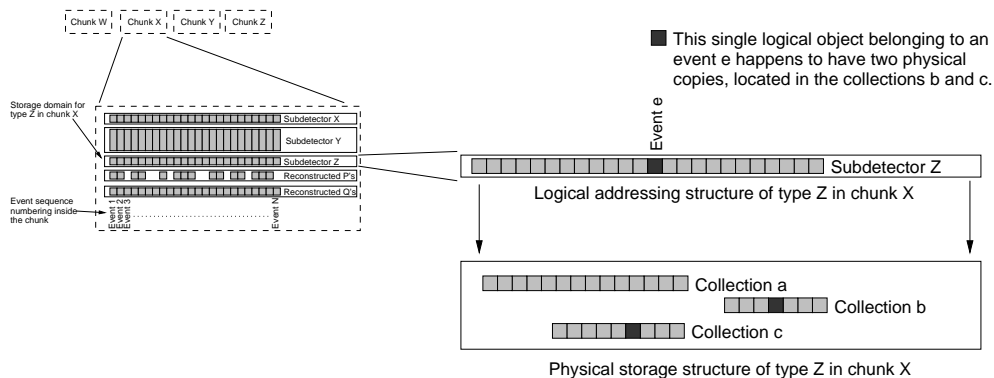 Chunk W
Chunk X
Chunk Y
Chunk Z
This single logical object belonging to an
event e happens to have two physical
copies, located in the collections b and c.
Storage domain for
type Z in chunk X
Subdetector X
Subdetector Y
Subdetector Z
Reconstructed P's
Reconstructed Q's
Event sequence
numbering inside
the chunk
Event 1
Event 2
Event 3
Event N
Event e
Subdetector Z
Logical addressing structure of type Z in chunk X
Collection a
Collection b
Collection c
Physical storage structure of type Z in chunk X